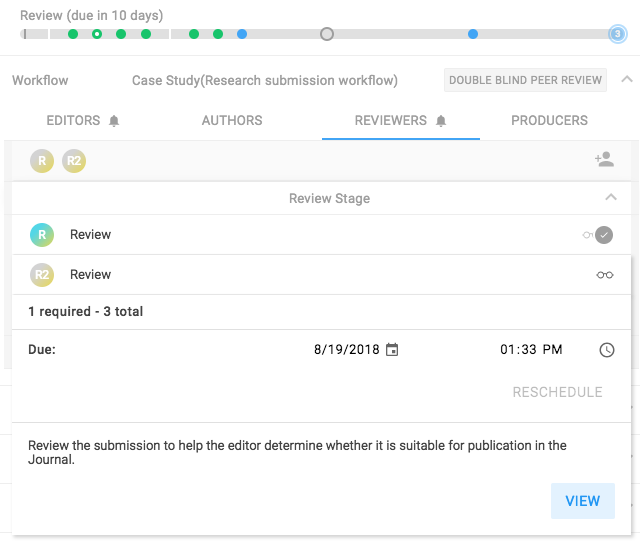 Review (due in 10 days)
3
Workflow Case Study(Research submission workflow) DOUBLE BLIND PEER REVIEW
EDITORS AUTHORS REVIEWERS PRODUCERS
R R2
Review Stage
R Review
R2 Review
1 required - 3 total
Due: 8/19/2018 01:33 PM
RESCHEDULE
Review the submission to help the editor determine whether it is suitable for publication in the
Journal.
VIEW